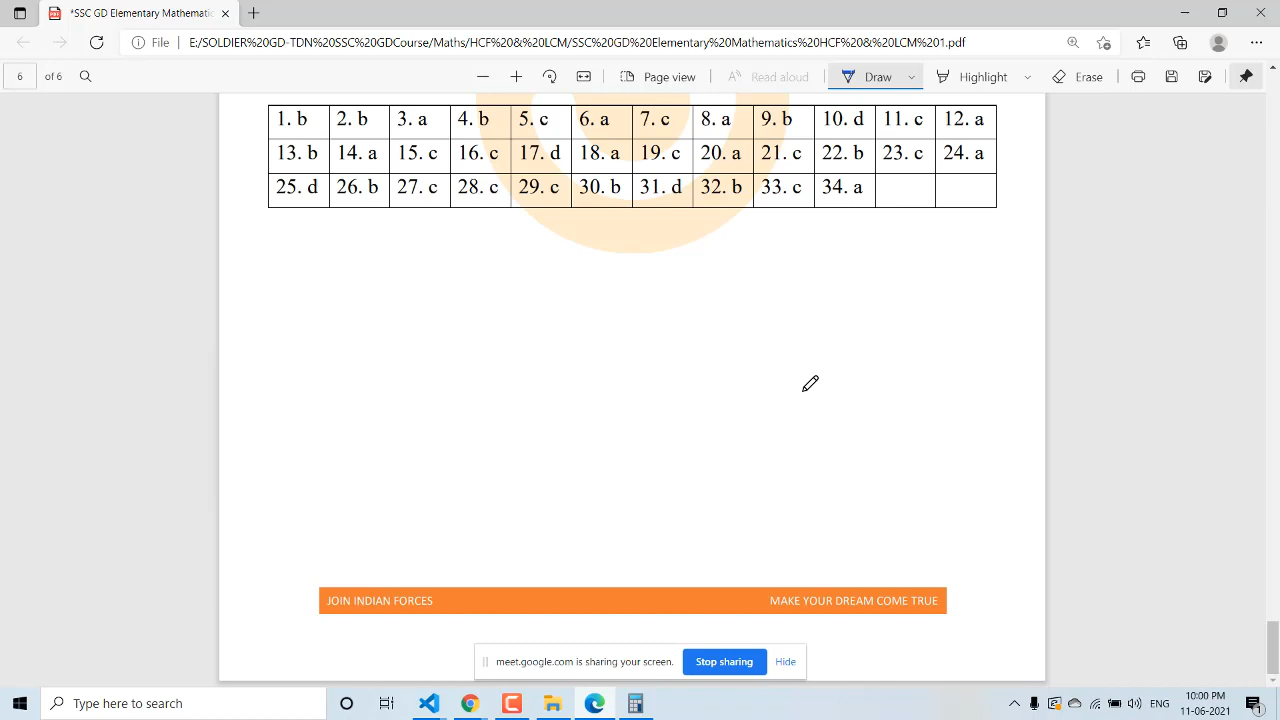 *SSC GD Elementary Mathematic
File E:/SOLDIER%20GD-TDN%20SSC%20GDCourse/Maths/HCF%20&%20LCM/SSC%20GD%20Elementary%20Mathematics%20HCF%20&%20LCM%201.pdf
6 of 6 Page view Read aloud Draw Highlight Erase
1. b 2. b 3. a 4. b 5. c 6. a 7. c 8. a 9. b 10. d 11. c 12. a
13. b 14. a 15. c 16. c 17. d 18. a 19. c 20. a 21. c 22. b 23. c 24. a
25. d 26. b 27. c 28. c 29. c 30. b 31. d 32. b 33. c 34. a
JOIN INDIAN FORCES MAKE YOUR DREAM COME TRUE
meet.google.com is sharing your screen. Stop sharing Hide
Type here to search ENG 10:00 PM
11-06-2021 1